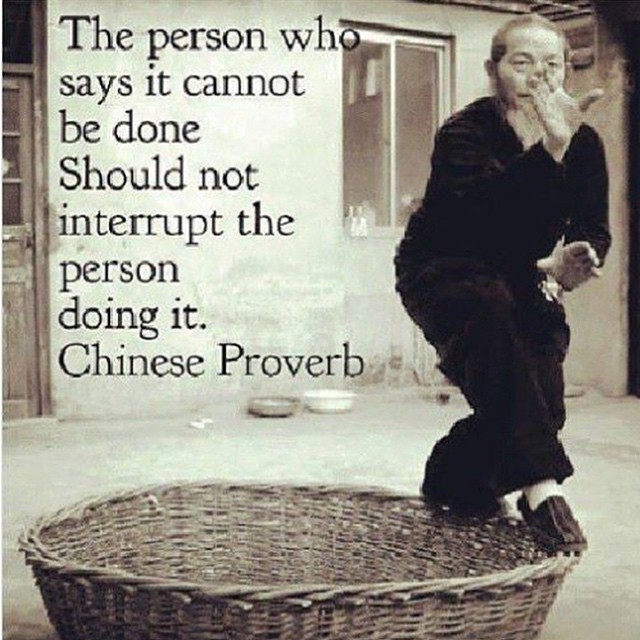 The person who
says it cannot
be done
Should not
interrupt the
person
doing it.
Chinese Proverb